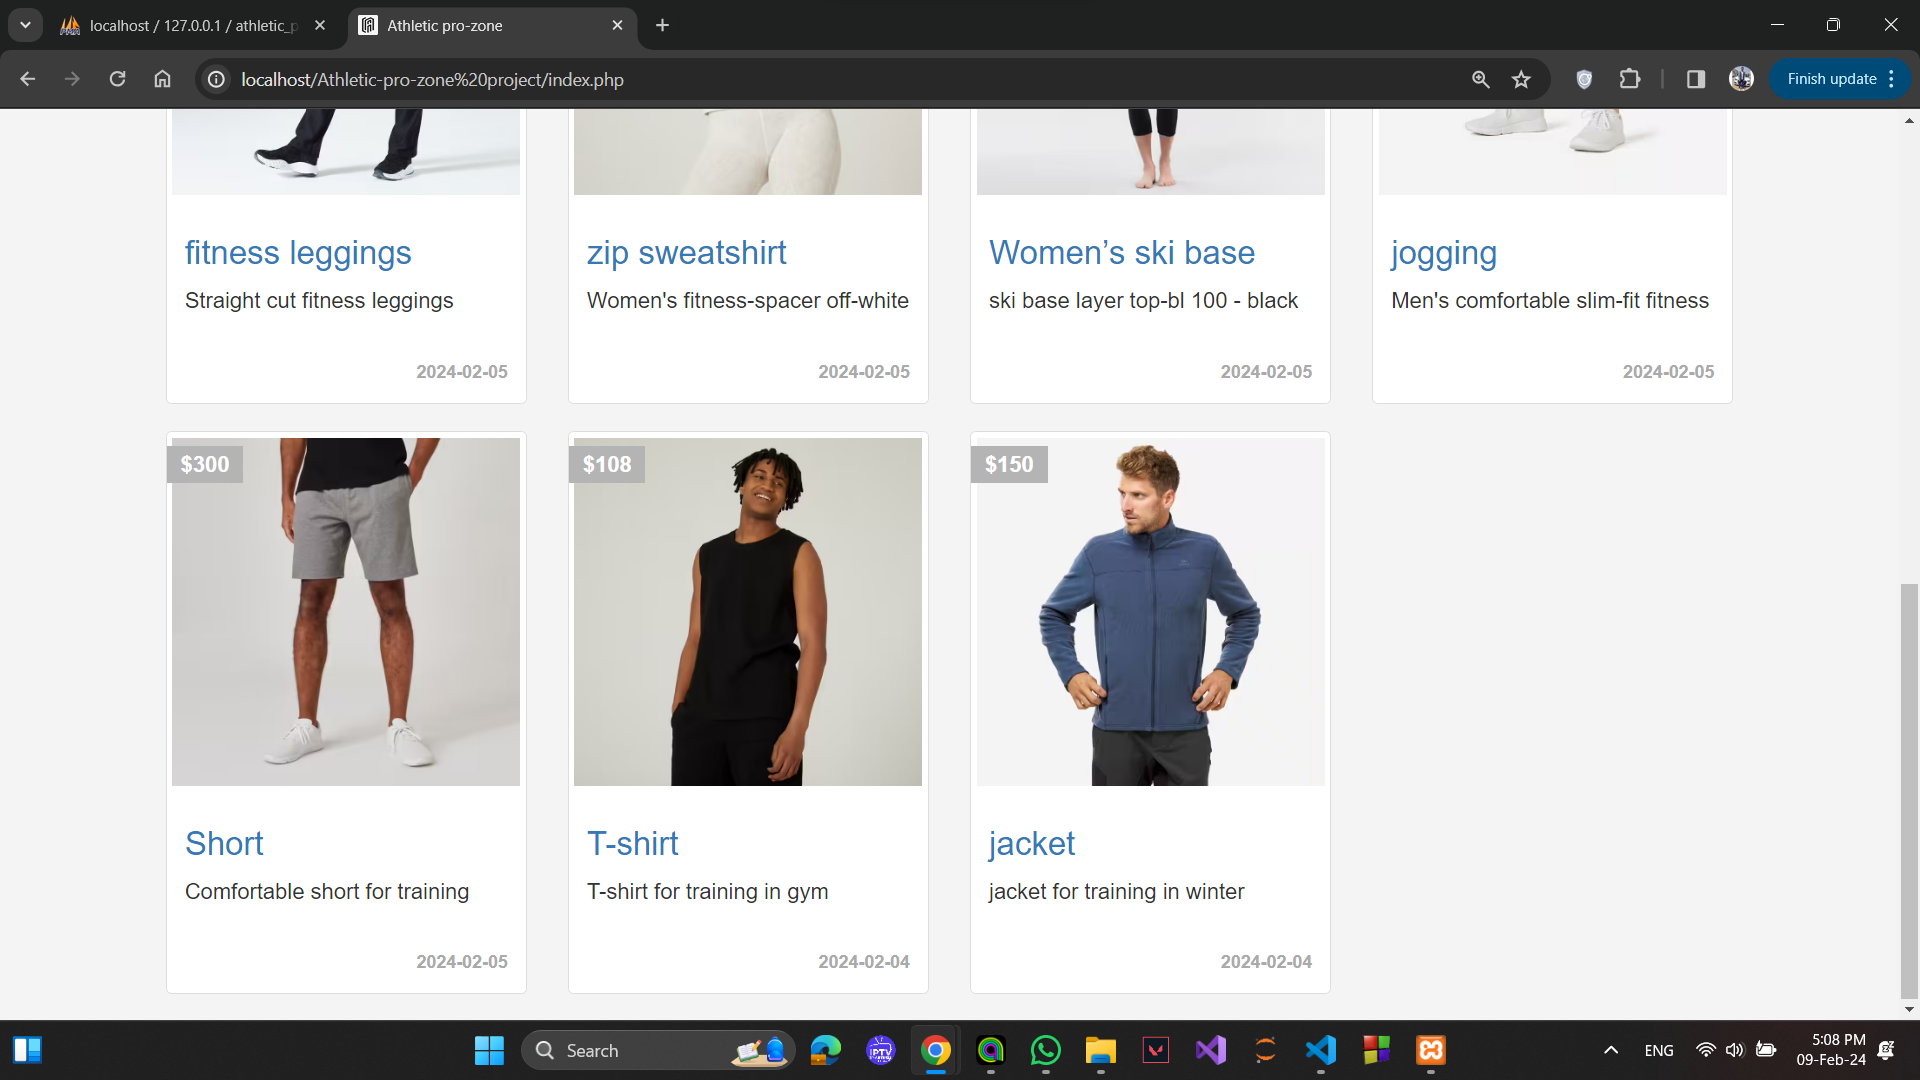 localhost / 127.0.0.1 / athletic_p
Athletic pro-zone
localhost/Athletic-pro-zone%20project/index.php
Finish update
fitness leggings
Straight cut fitness leggings
2024-02-05
zip sweatshirt
Women's fitness-spacer off-white
2024-02-05
Women’s ski base
ski base layer top-bl 100 - black
2024-02-05
jogging
Men's comfortable slim-fit fitness
2024-02-05
$300
Short
Comfortable short for training
2024-02-05
$108
T-shirt
T-shirt for training in gym
2024-02-04
$150
jacket
jacket for training in winter
2024-02-04
Search
IPTV
ENG
5:08 PM
09-Feb-24